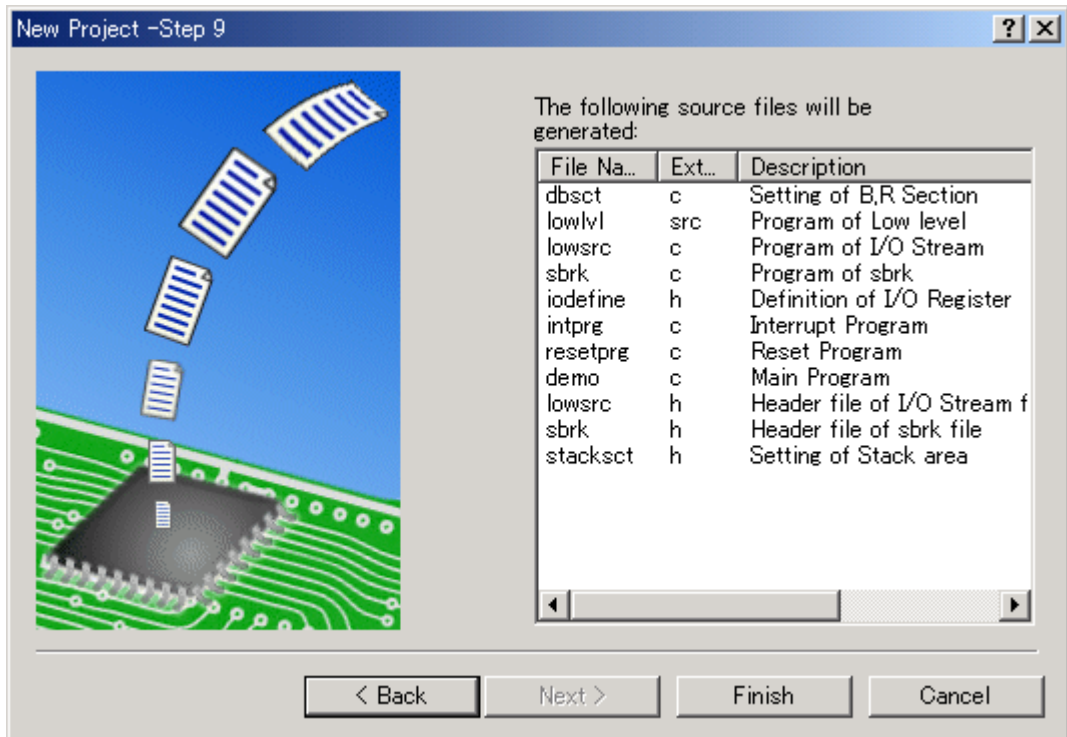 New Project -Step 9
The following source files will be
generated:
File Na... Ext... Description
dbsct c Setting of B,R Section
lowlvl src Program of Low level
lowsrc c Program of I/O Stream
sbrk c Program of sbrk
iodefine h Definition of I/O Register
intprg c Interrupt Program
resetprg c Reset Program
demo c Main Program
lowsrc h Header file of I/O Stream f
sbrk h Header file of sbrk file
stacksct h Setting of Stack area
< Back Next > Finish Cancel